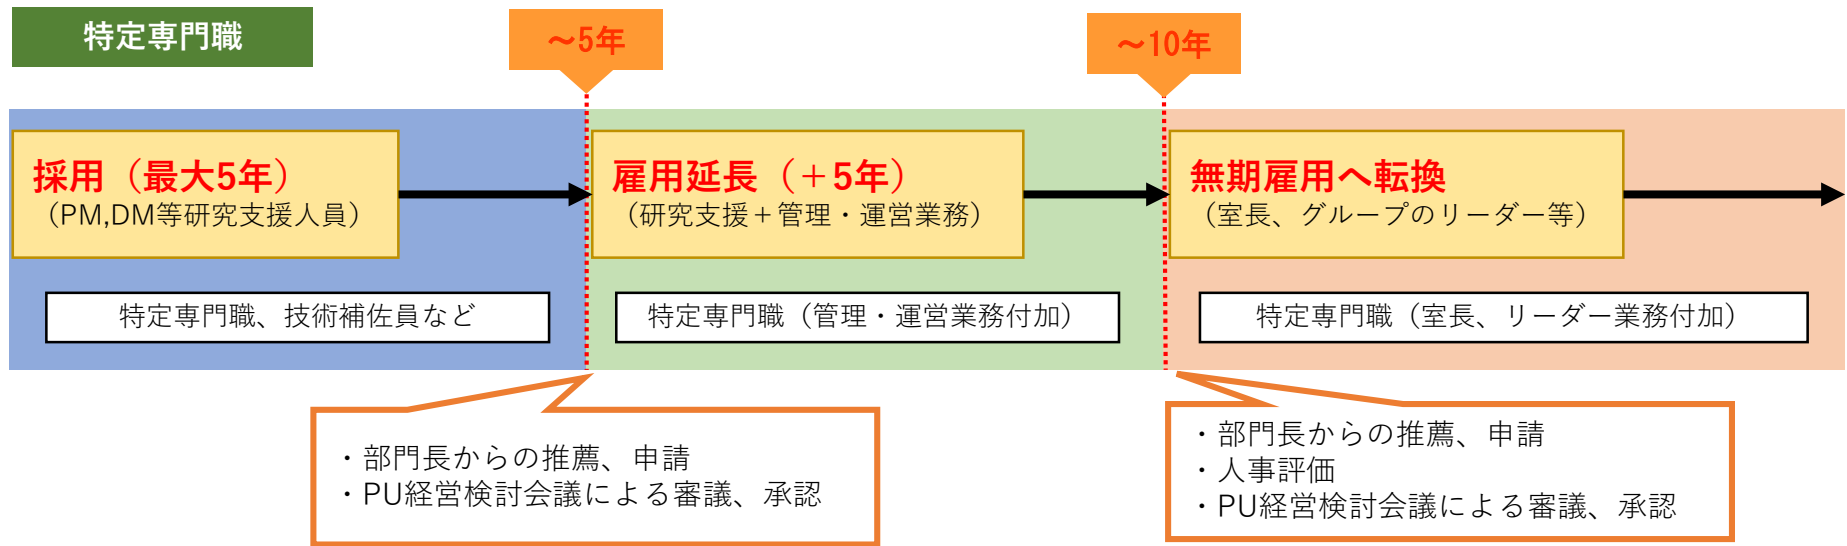 特定専門職
～5年
～10年
採用（最大5年）
（PM,DM等研究支援人員）
雇用延長（＋5年）
（研究支援＋管理・運営業務）
無期雇用へ転換
（室長、グループのリーダー等）
特定専門職、技術補佐員など
特定専門職（管理・運営業務付加）
特定専門職（室長、リーダー業務付加）
・部門長からの推薦、申請
・PU経営検討会議による審議、承認
・部門長からの推薦、申請
・人事評価
・PU経営検討会議による審議、承認